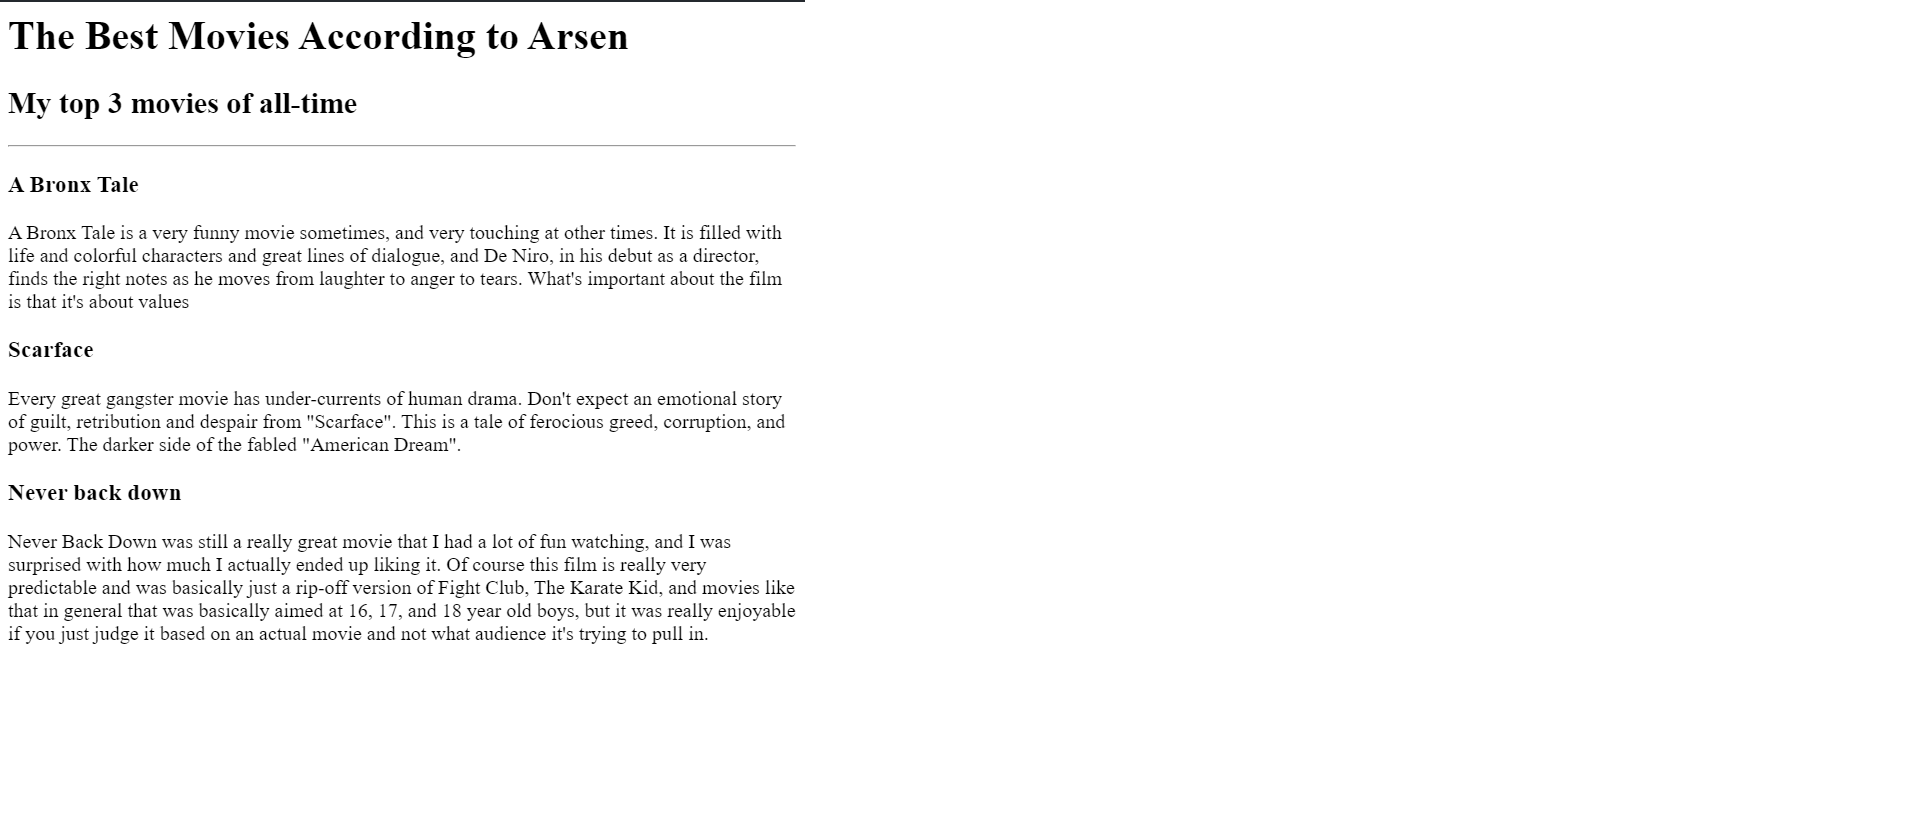 The Best Movies According to Arsen
My top 3 movies of all-time
A Bronx Tale
A Bronx Tale is a very funny movie sometimes, and very touching at other times. It is filled with
life and colorful characters and great lines of dialogue, and De Niro, in his debut as a director,
finds the right notes as he moves from laughter to anger to tears. What's important about the film
is that it's about values
Scarface
Every great gangster movie has under-currents of human drama. Don't expect an emotional story
of guilt, retribution and despair from "Scarface". This is a tale of ferocious greed, corruption, and
power. The darker side of the fabled "American Dream".
Never back down
Never Back Down was still a really great movie that I had a lot of fun watching, and I was
surprised with how much I actually ended up liking it. Of course this film is really very
predictable and was basically just a rip-off version of Fight Club, The Karate Kid, and movies like
that in general that was basically aimed at 16, 17, and 18 year old boys, but it was really enjoyable
if you just judge it based on an actual movie and not what audience it's trying to pull in.